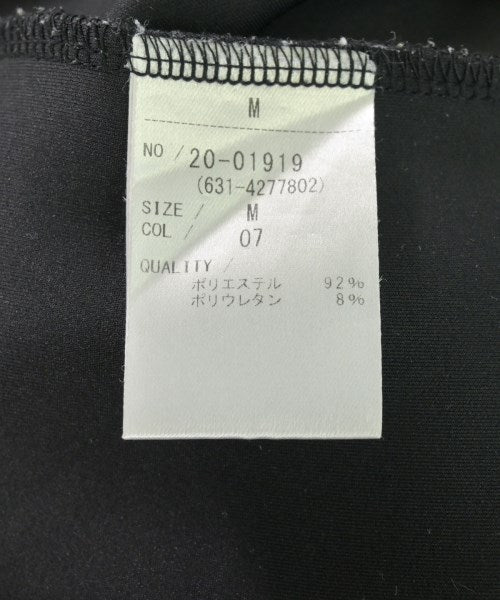 M
NO / 20-01919
(631-4277802)
SIZE / M
COL / 07
QUALITY /
ポリエステル 92%
ポリウレタン 8%